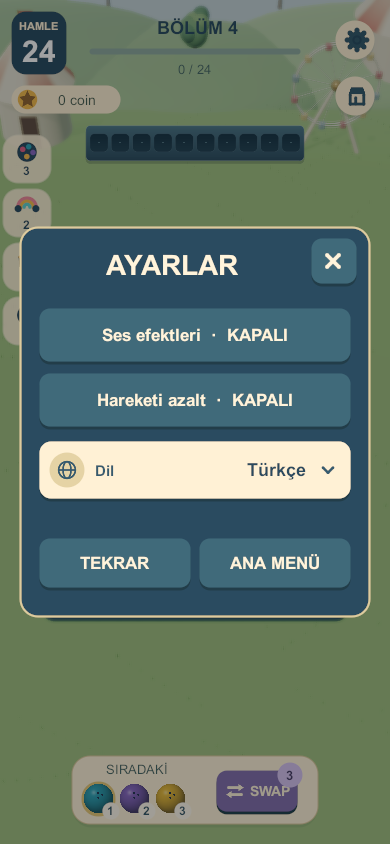 HAMLE
24
BÖLÜM 4
0 / 24
0 coin
3
2
AYARLAR
Ses efektleri · KAPALI
Hareketi azalt · KAPALI
Dil
Türkçe
TEKRAR
ANA MENÜ
SIRADAKİ
1
2
3
SWAP
3